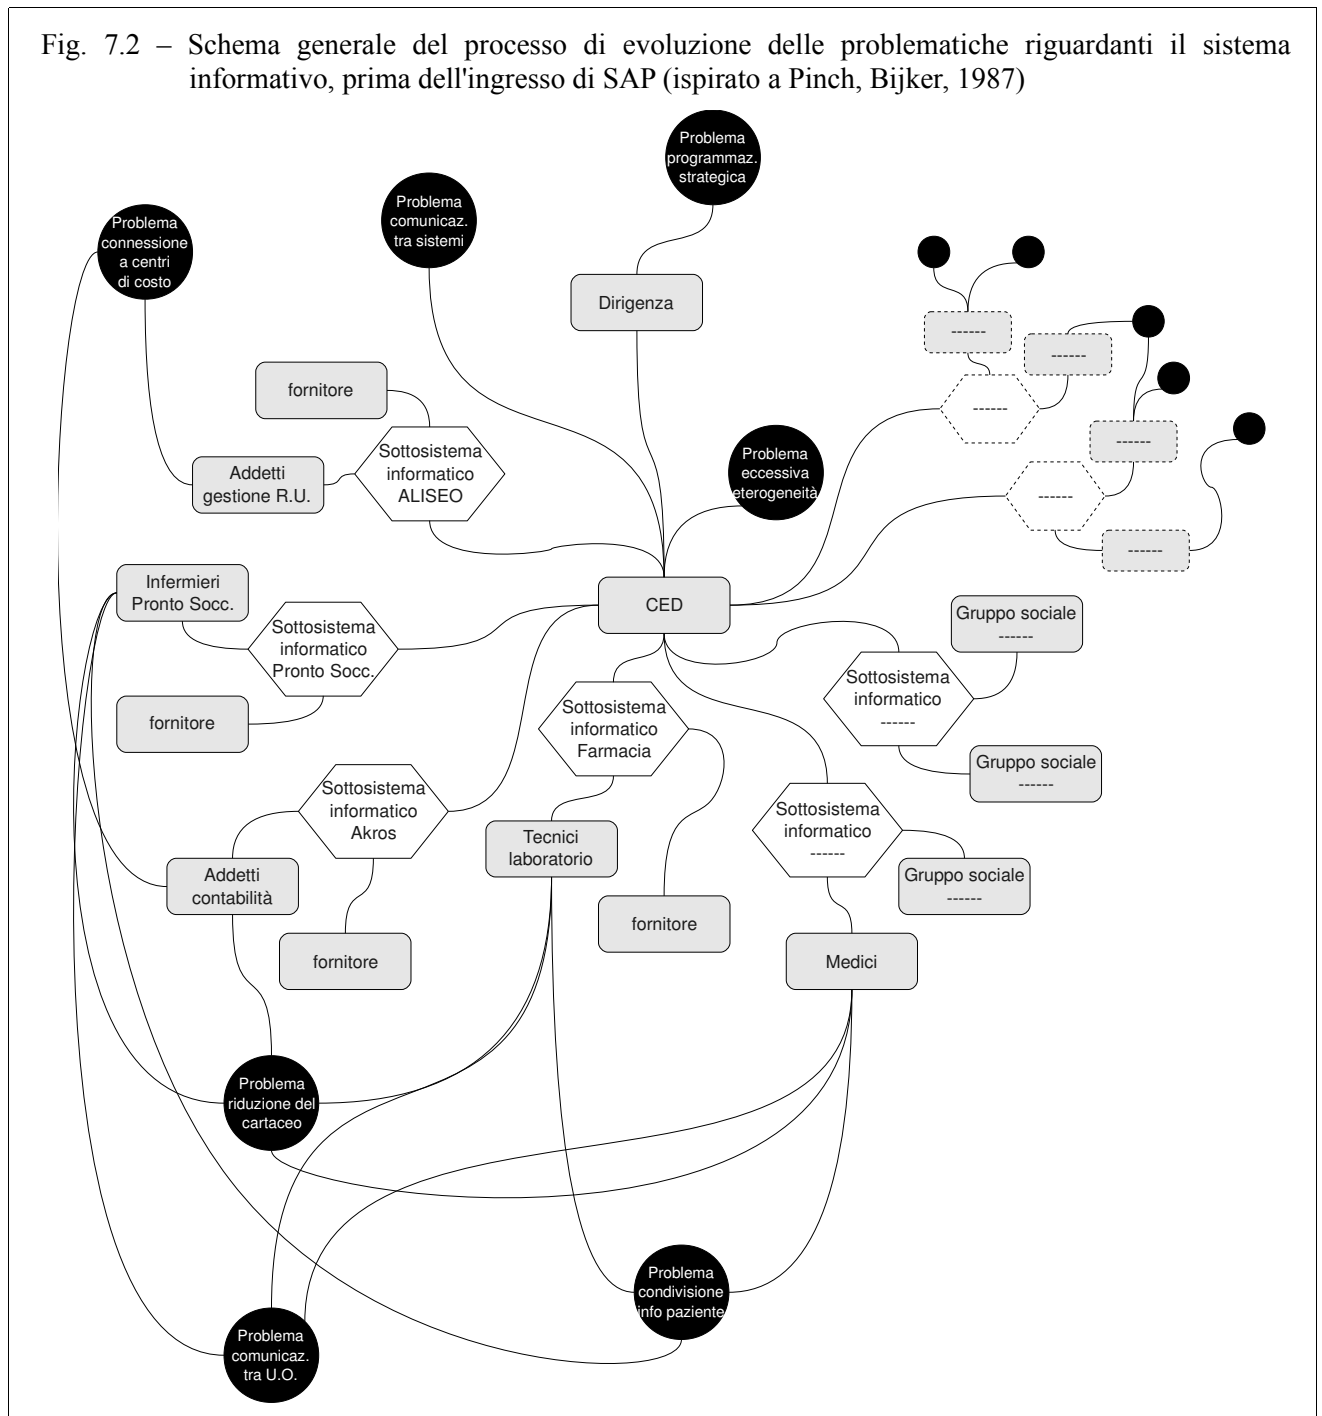 Fig. 7.2 – Schema generale del processo di evoluzione delle problematiche riguardanti il sistema
informativo, prima dell'ingresso di SAP (ispirato a Pinch, Bijker, 1987)
Problema
programmaz.
strategica
Problema
comunicaz.
tra sistemi
Problema
connessione
a centri
di costo
Dirigenza
------
------
------
------
------
------
fornitore
Sottosistema
informatico
ALISEO
Addetti
gestione R.U.
Problema
eccessiva
eterogeneità
Infermieri
Pronto Socc.
CED
Gruppo sociale
------
Sottosistema
informatico
Pronto Socc.
Sottosistema
informatico
------
fornitore
Sottosistema
informatico
Farmacia
Gruppo sociale
------
Sottosistema
informatico
Akros
Sottosistema
informatico
------
Tecnici
laboratorio
Addetti
contabilità
Gruppo sociale
------
fornitore
fornitore
Medici
Problema
riduzione del
cartaceo
Problema
condivisione
info paziente
Problema
comunicaz.
tra U.O.